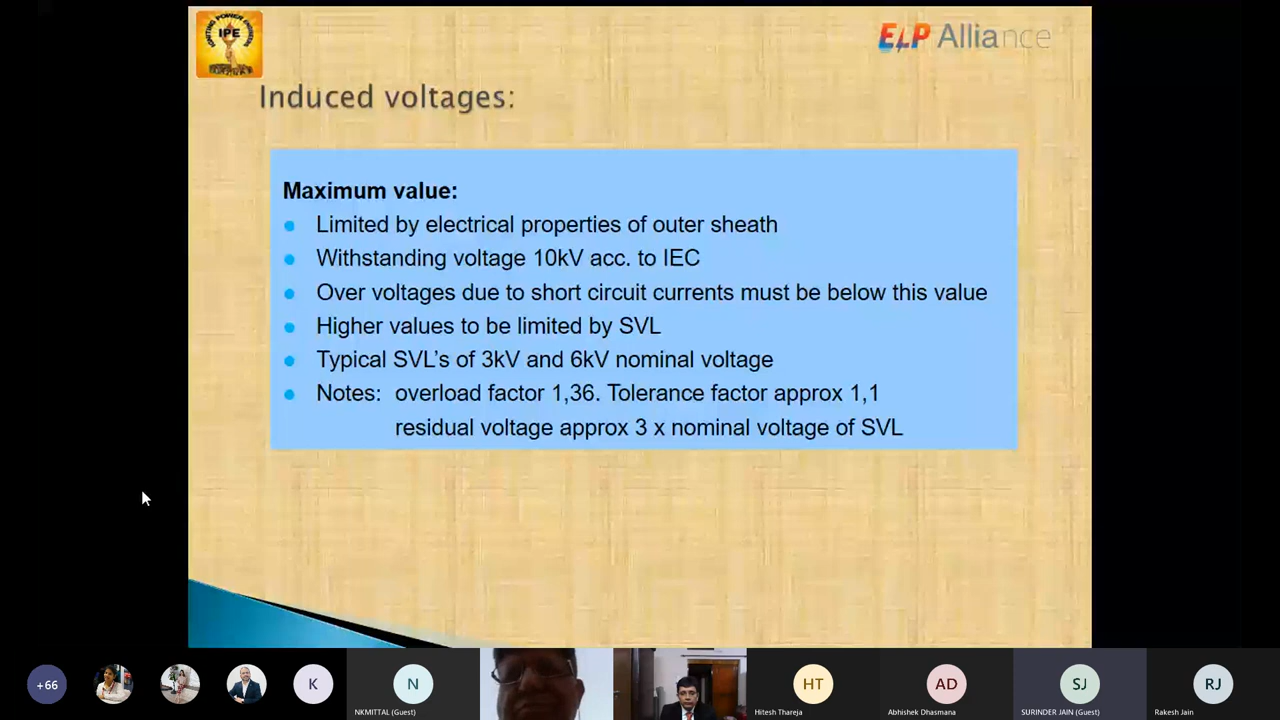 IPE
ELP Alliance
Induced voltages:
Maximum value:
Limited by electrical properties of outer sheath
Withstanding voltage 10kV acc. to IEC
Over voltages due to short circuit currents must be below this value
Higher values to be limited by SVL
Typical SVL's of 3kV and 6kV nominal voltage
Notes: overload factor 1,36. Tolerance factor approx 1,1
residual voltage approx 3 x nominal voltage of SVL
+66
K
N
HT
AD
SJ
RJ
NKMITTAL (Guest)
Hitesh Thareja
Abhishek Dhasmana
SURINDER JAIN (Guest)
Rakesh Jain